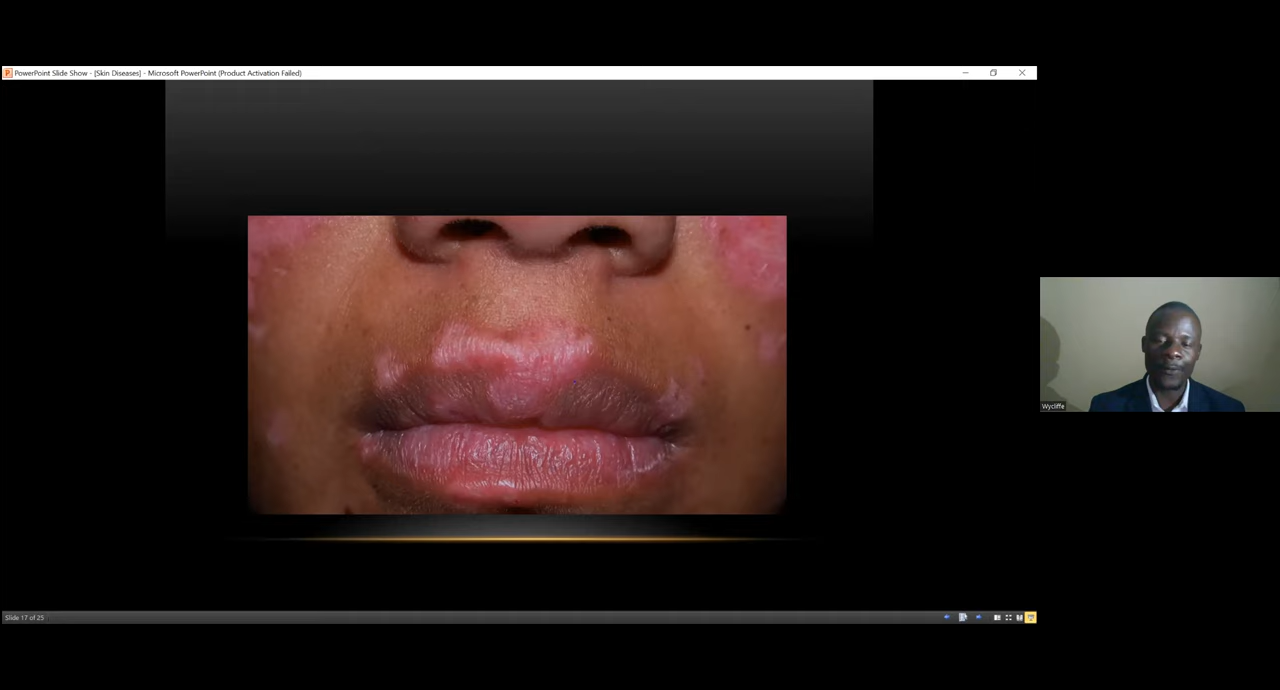 PowerPoint Slide Show - [Skin Diseases] - Microsoft PowerPoint (Product Activation Failed)
Wycliffe
Slide 17 of 25